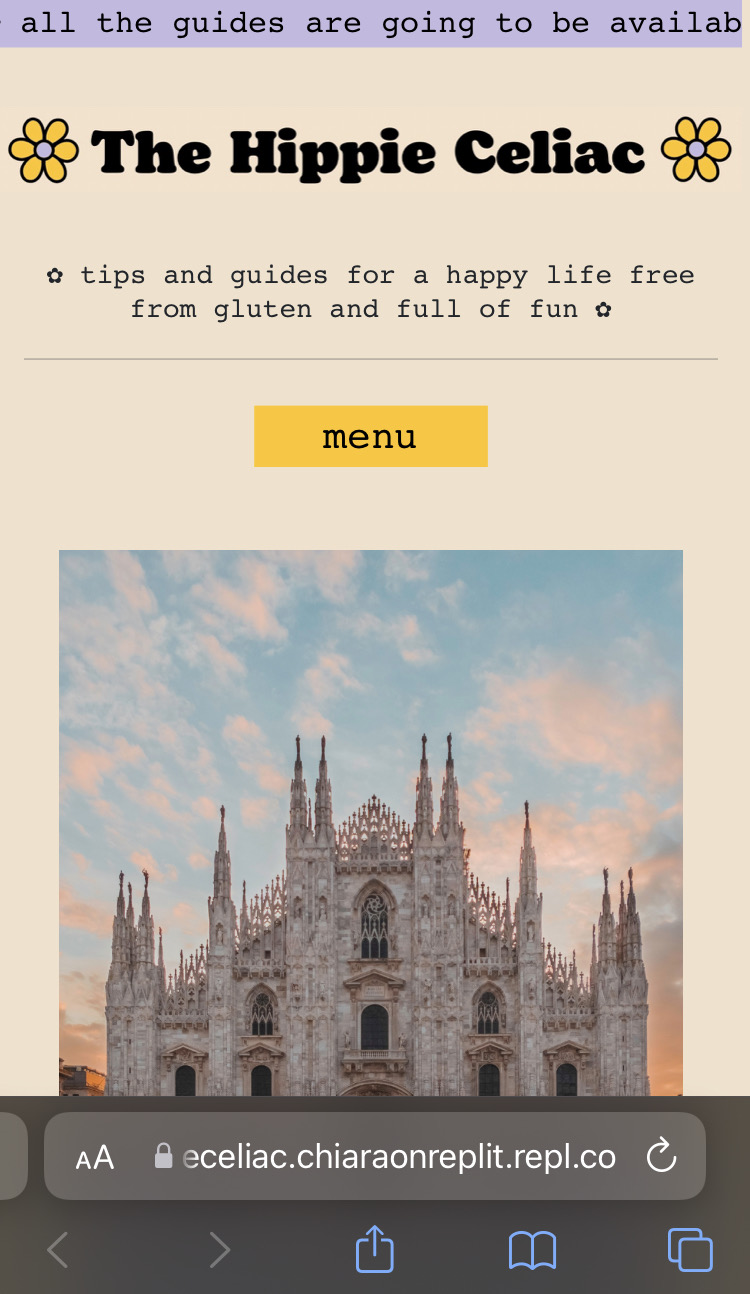 all the guides are going to be availab
The Hippie Celiac
✿ tips and guides for a happy life free
from gluten and full of fun ✿
menu
AA eceliac.chiaraonreplit.repl.co